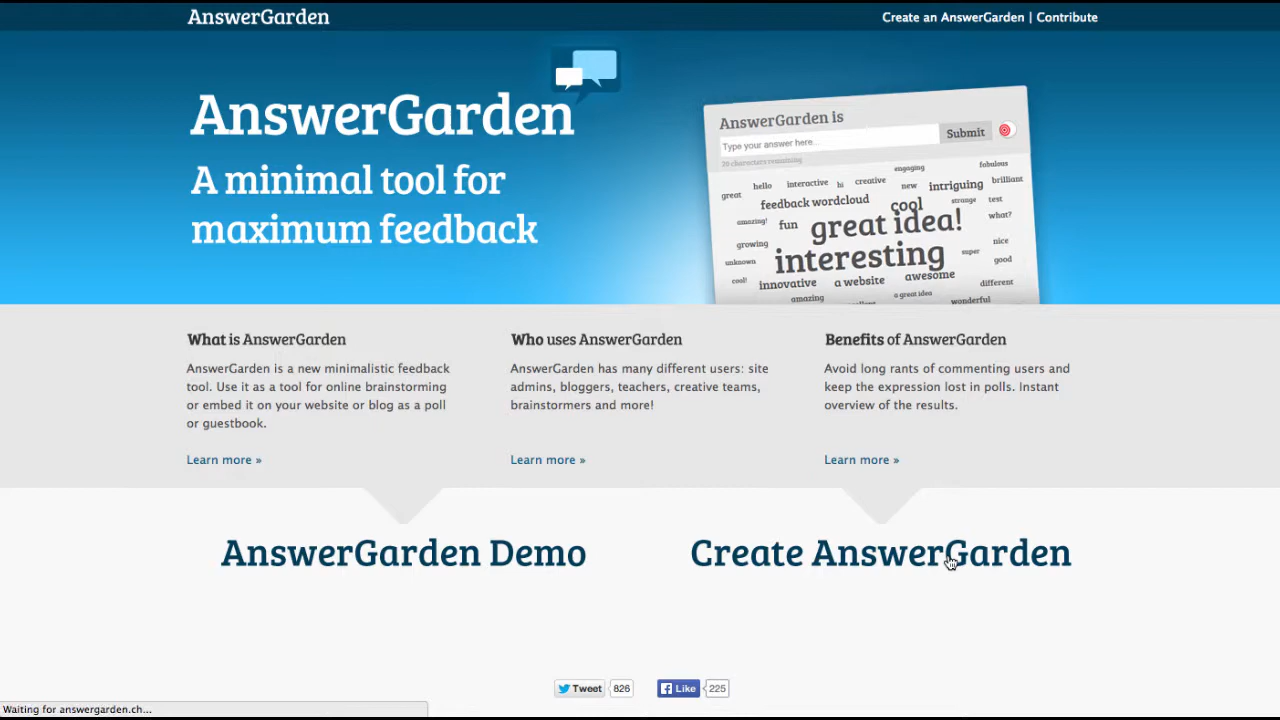 AnswerGarden
Create an AnswerGarden | Contribute
AnswerGarden
A minimal tool for
maximum feedback
AnswerGarden is
Type your answer here...
Submit
20 characters remaining
engaging
fobulous
great
hello
interactive
hi
creative
new
intriguing
brilliant
feedback wordcloud
cool
strange
test
amazing!
fun
great idea!
what?
growing
interesting
nice
unknown
super
good
cool!
innovative
a website
awesome
different
amazing
a great idea
wonderful
What is AnswerGarden
AnswerGarden is a new minimalistic feedback
tool. Use it as a tool for online brainstorming
or embed it on your website or blog as a poll
or guestbook.
Learn more »
Who uses AnswerGarden
AnswerGarden has many different users: site
admins, bloggers, teachers, creative teams,
brainstormers and more!
Learn more »
Benefits of AnswerGarden
Avoid long rants of commenting users and
keep the expression lost in polls. Instant
overview of the results.
Learn more »
AnswerGarden Demo
Create AnswerGarden
Tweet 826
Like 225
Waiting for answergarden.ch...